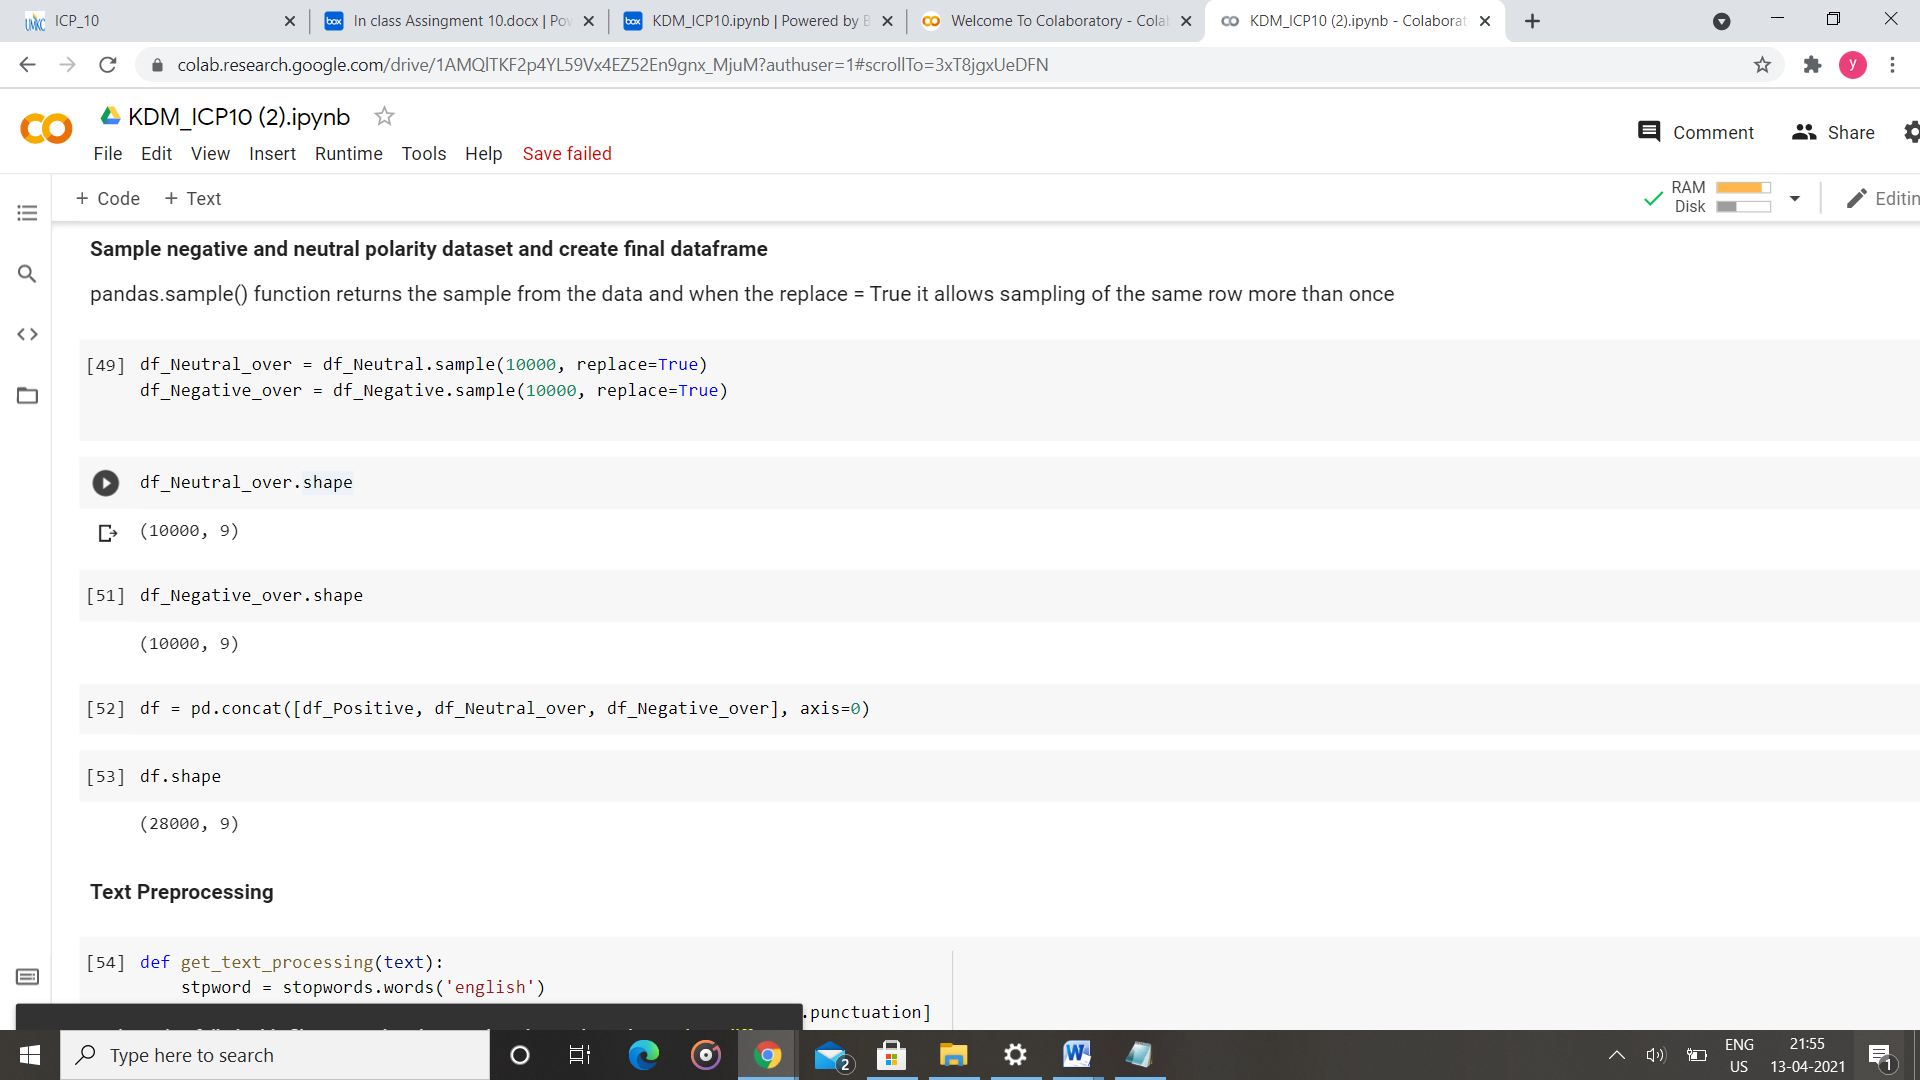 ICP_10
In class Assingment 10.docx | Pow
KDM_ICP10.ipynb | Powered by B
Welcome To Colaboratory - Colab
KDM_ICP10 (2).ipynb - Colaborat
colab.research.google.com/drive/1AMQlTKF2p4YL59Vx4EZ52En9gnx_MjuM?authuser=1#scrollTo=3xT8jgxUeDFN
y
KDM_ICP10 (2).ipynb
Comment
Share
File Edit View Insert Runtime Tools Help Save failed
+ Code + Text
RAM
Disk
Editin
Sample negative and neutral polarity dataset and create final dataframe
pandas.sample() function returns the sample from the data and when the replace = True it allows sampling of the same row more than once
[49] df_Neutral_over = df_Neutral.sample(10000, replace=True)
df_Negative_over = df_Negative.sample(10000, replace=True)
df_Neutral_over.shape
(10000, 9)
[51] df_Negative_over.shape
(10000, 9)
[52] df = pd.concat([df_Positive, df_Neutral_over, df_Negative_over], axis=0)
[53] df.shape
(28000, 9)
Text Preprocessing
[54] def get_text_processing(text):
stpword = stopwords.words('english')
.punctuation]
Type here to search
2
ENG
US
21:55
13-04-2021
1